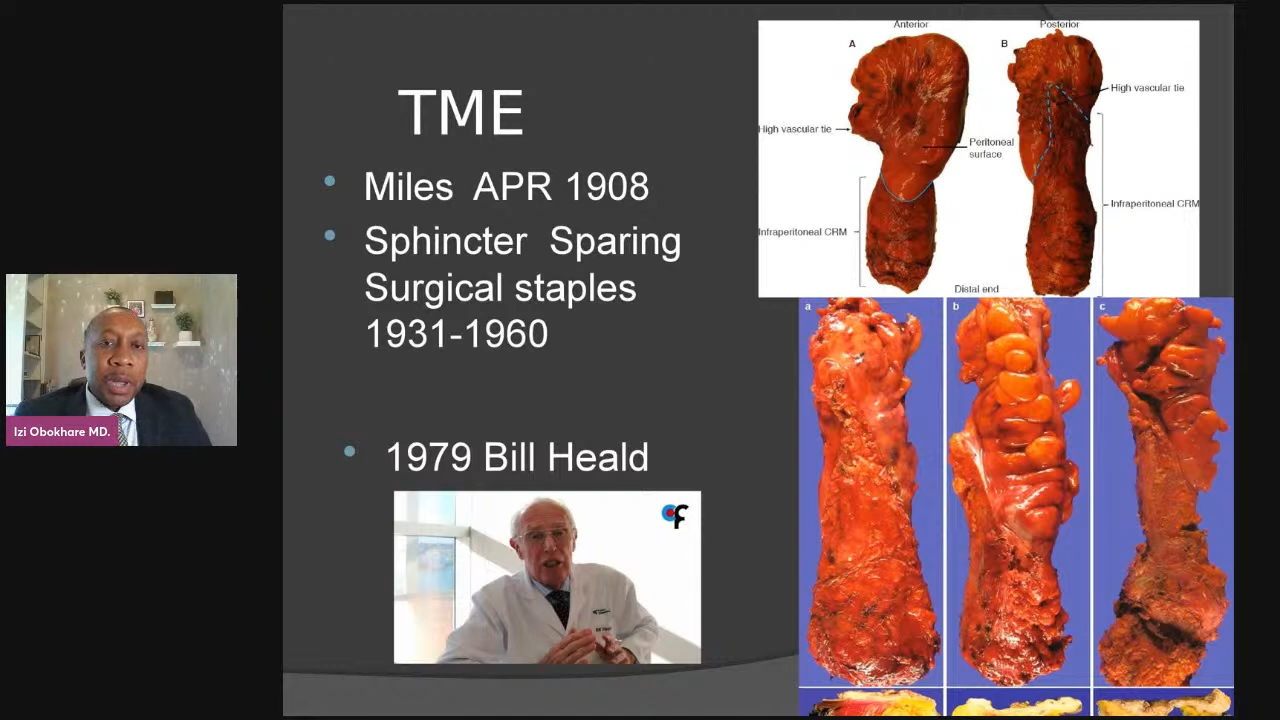 TME
Miles APR 1908
Sphincter Sparing
Surgical staples
1931-1960
1979 Bill Heald
Izi Obokhare MD.
Anterior
Posterior
A
B
High vascular tie
High vascular tie
Peritoneal
surface
Infraperitoneal CRM
Infraperitoneal CRM
Distal end
a
b
c